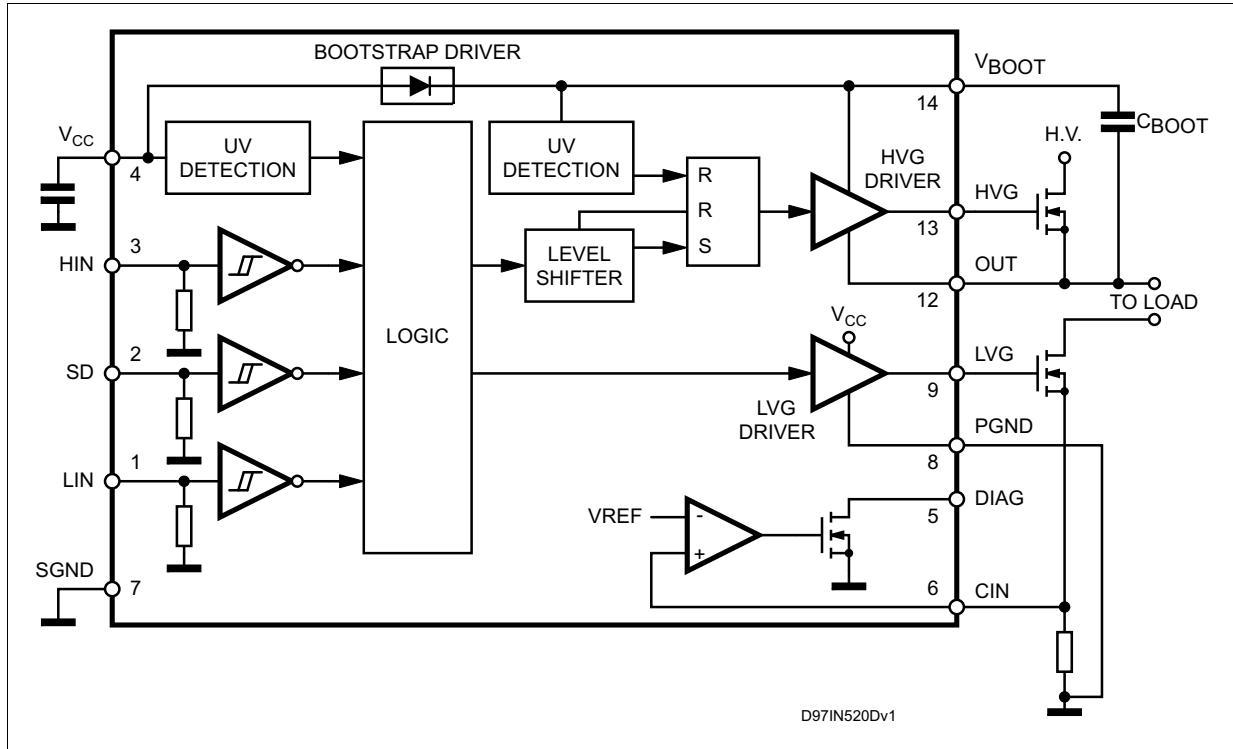 BOOTSTRAP DRIVER
VBOOT
14
CBOOT
H.V.
VCC
4
UV
DETECTION
UV
DETECTION
R
R
S
HVG
DRIVER
HVG
13
3
HIN
LEVEL
SHIFTER
OUT
12
TO LOAD
LOGIC
VCC
2
SD
LVG
9
LVG
DRIVER
PGND
8
1
LIN
DIAG
5
VREF
-
+
SGND
7
6
CIN
D97IN520Dv1